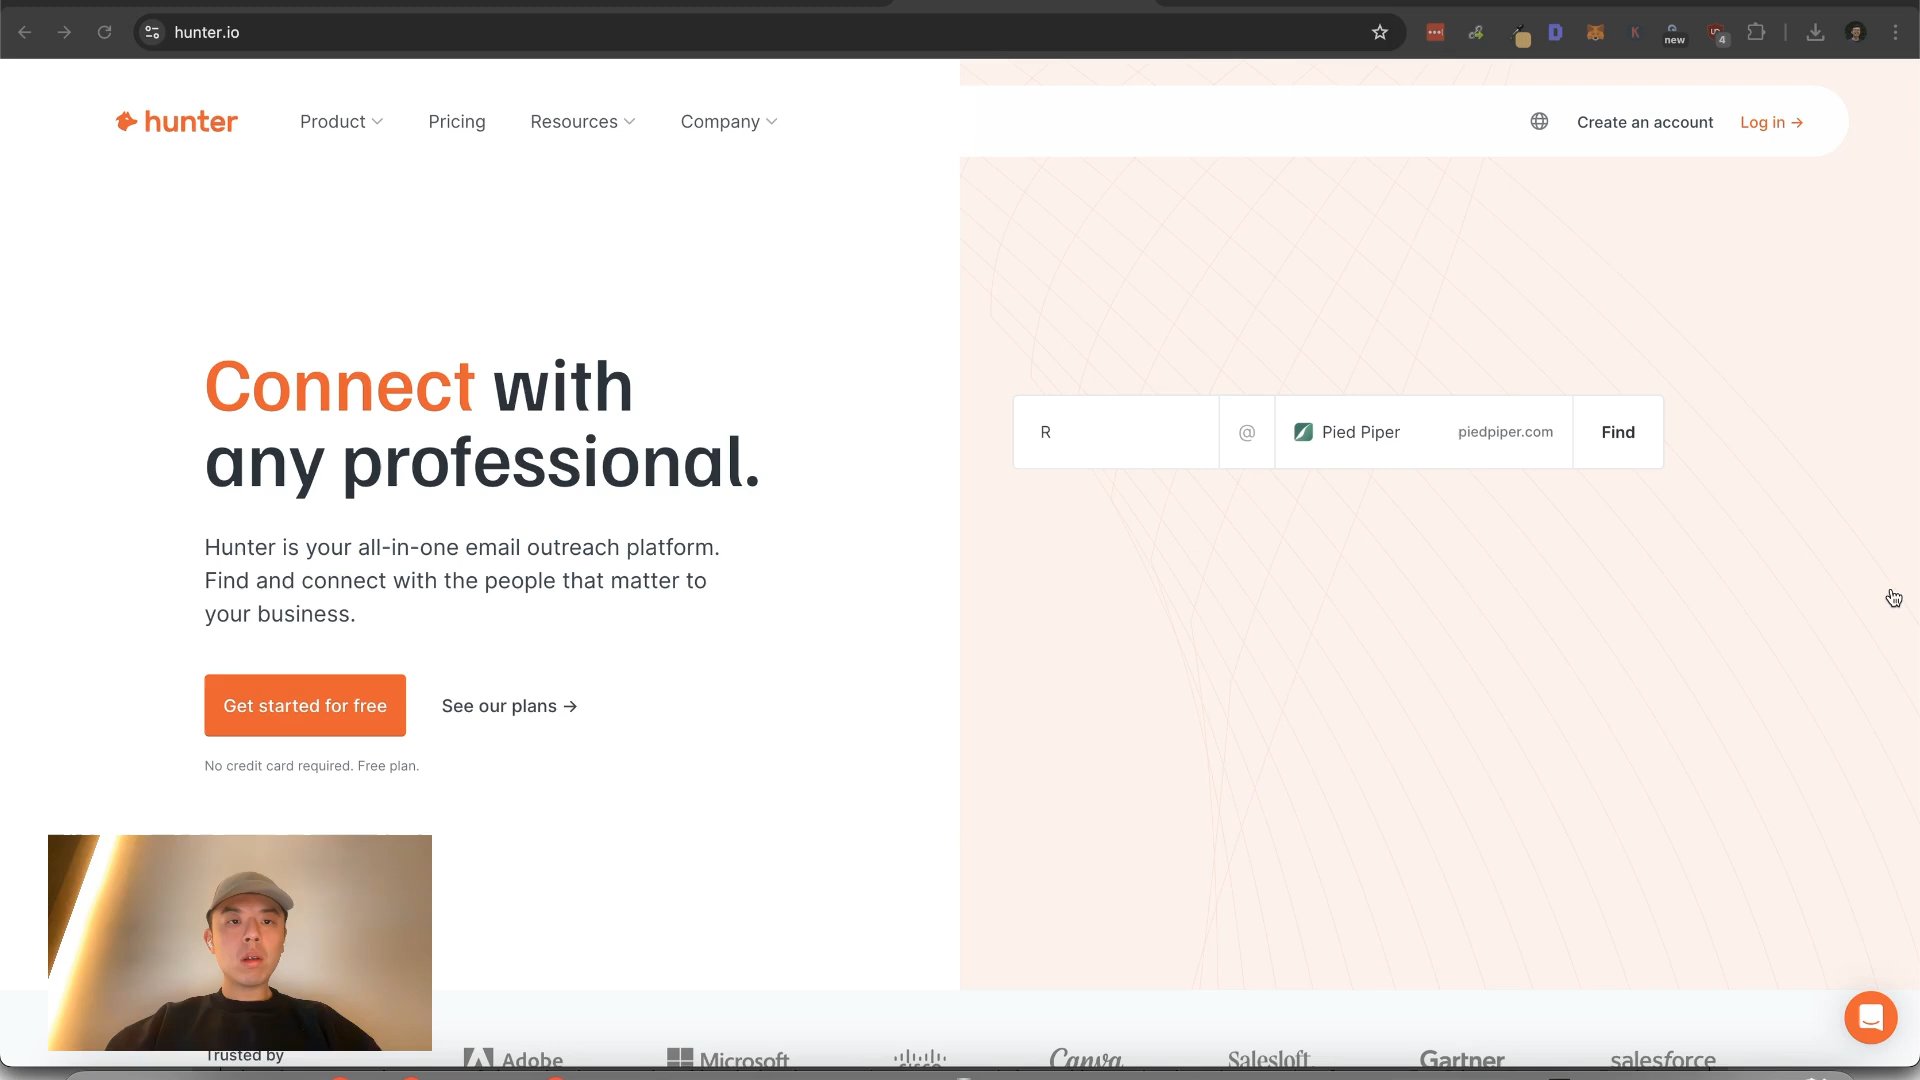 hunter.io
new
4
hunter
Product
Pricing
Resources
Company
Create an account
Log in →
Connect with
any professional.
Hunter is your all-in-one email outreach platform.
Find and connect with the people that matter to
your business.
Get started for free
See our plans →
No credit card required. Free plan.
R
@
Pied Piper
piedpiper.com
Find
Trusted by
Adobe
Microsoft
cisco
Canva
Salesloft
Gartner
salesforce